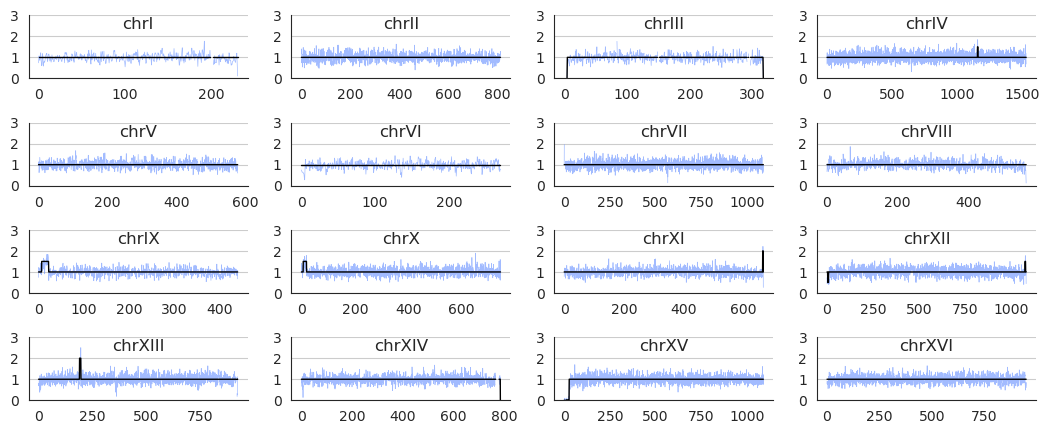 chrI chrII chrIII chrIV
3 3 3 3
2 2 2 2
1 1 1 1
0 0 0 0
0 100 200 0 200 400 600 800 0 100 200 300 0 500 1000 1500
chrV chrVI chrVII chrVIII
3 3 3 3
2 2 2 2
1 1 1 1
0 0 0 0
0 200 400 600 0 100 200 0 250 500 750 1000 0 200 400
chrIX chrX chrXI chrXII
3 3 3 3
2 2 2 2
1 1 1 1
0 0 0 0
0 100 200 300 400 0 200 400 600 0 200 400 600 0 250 500 750 1000
chrXIII chrXIV chrXV chrXVI
3 3 3 3
2 2 2 2
1 1 1 1
0 0 0 0
0 250 500 750 0 200 400 600 800 0 250 500 750 1000 0 250 500 750